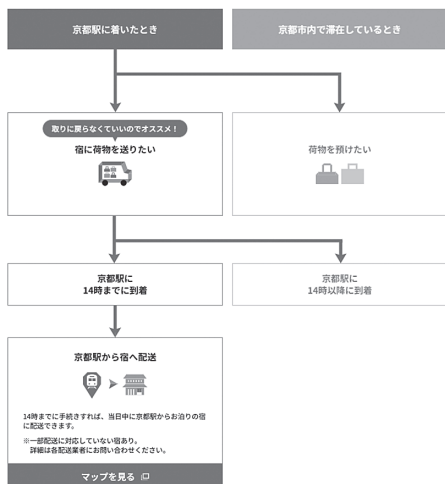 京都駅に着いたとき
京都市内で滞在しているとき
取りに戻らなくていいのでオススメ！
宿に荷物を送りたい
荷物を預けたい
京都駅に
14時までに到着
京都駅に
14時以降に到着
京都駅から宿へ配送
14時までに手続きすれば、当日中に京都駅からお泊りの宿
に配送できます。
※一部配送に対応していない宿あり。
詳細は各配送業者にお問い合わせください。
マップを見る